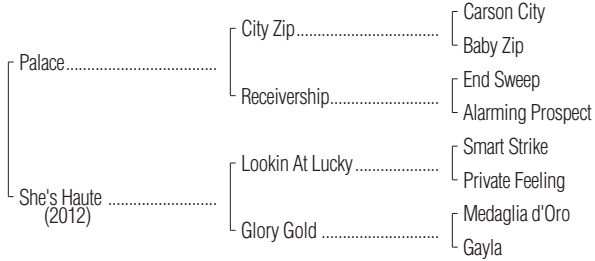 Palace
She's Haute
(2012)
City Zip
Receivership
Lookin At Lucky
Glory Gold
Carson City
Baby Zip
End Sweep
Alarming Prospect
Smart Strike
Private Feeling
Medaglia d'Oro
Gayla